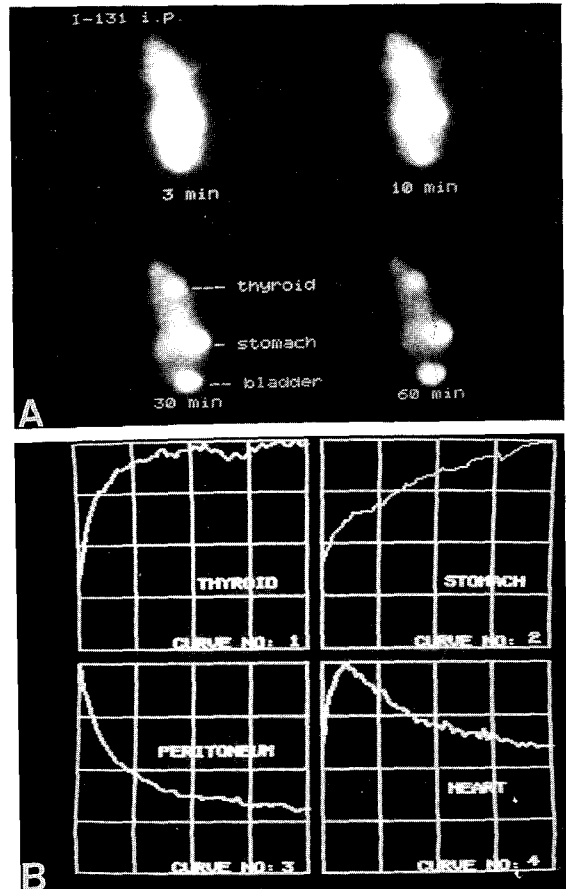 I-131 i.p.
3 min
10 min
thyroid
stomach
bladder
30 min
60 min
A
THYROID
CURVE NO: 1
STOMACH
CURVE NO: 2
PERITONEUM
CURVE NO: 3
HEART
CURVE NO: 4
B